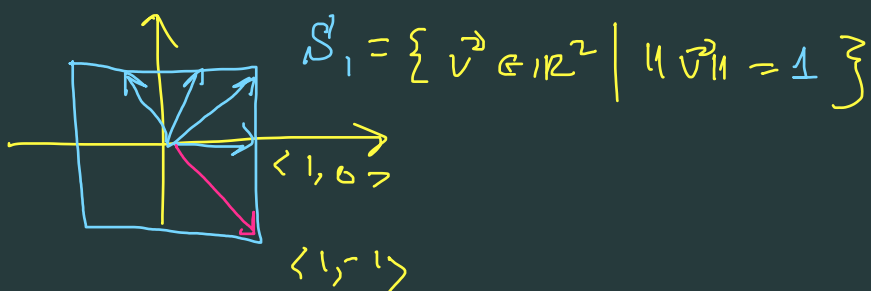 S₁ = { v⃗ ∈ ℝ² | ‖v⃗‖ = 1 }
<1, 0>
<1, -1>